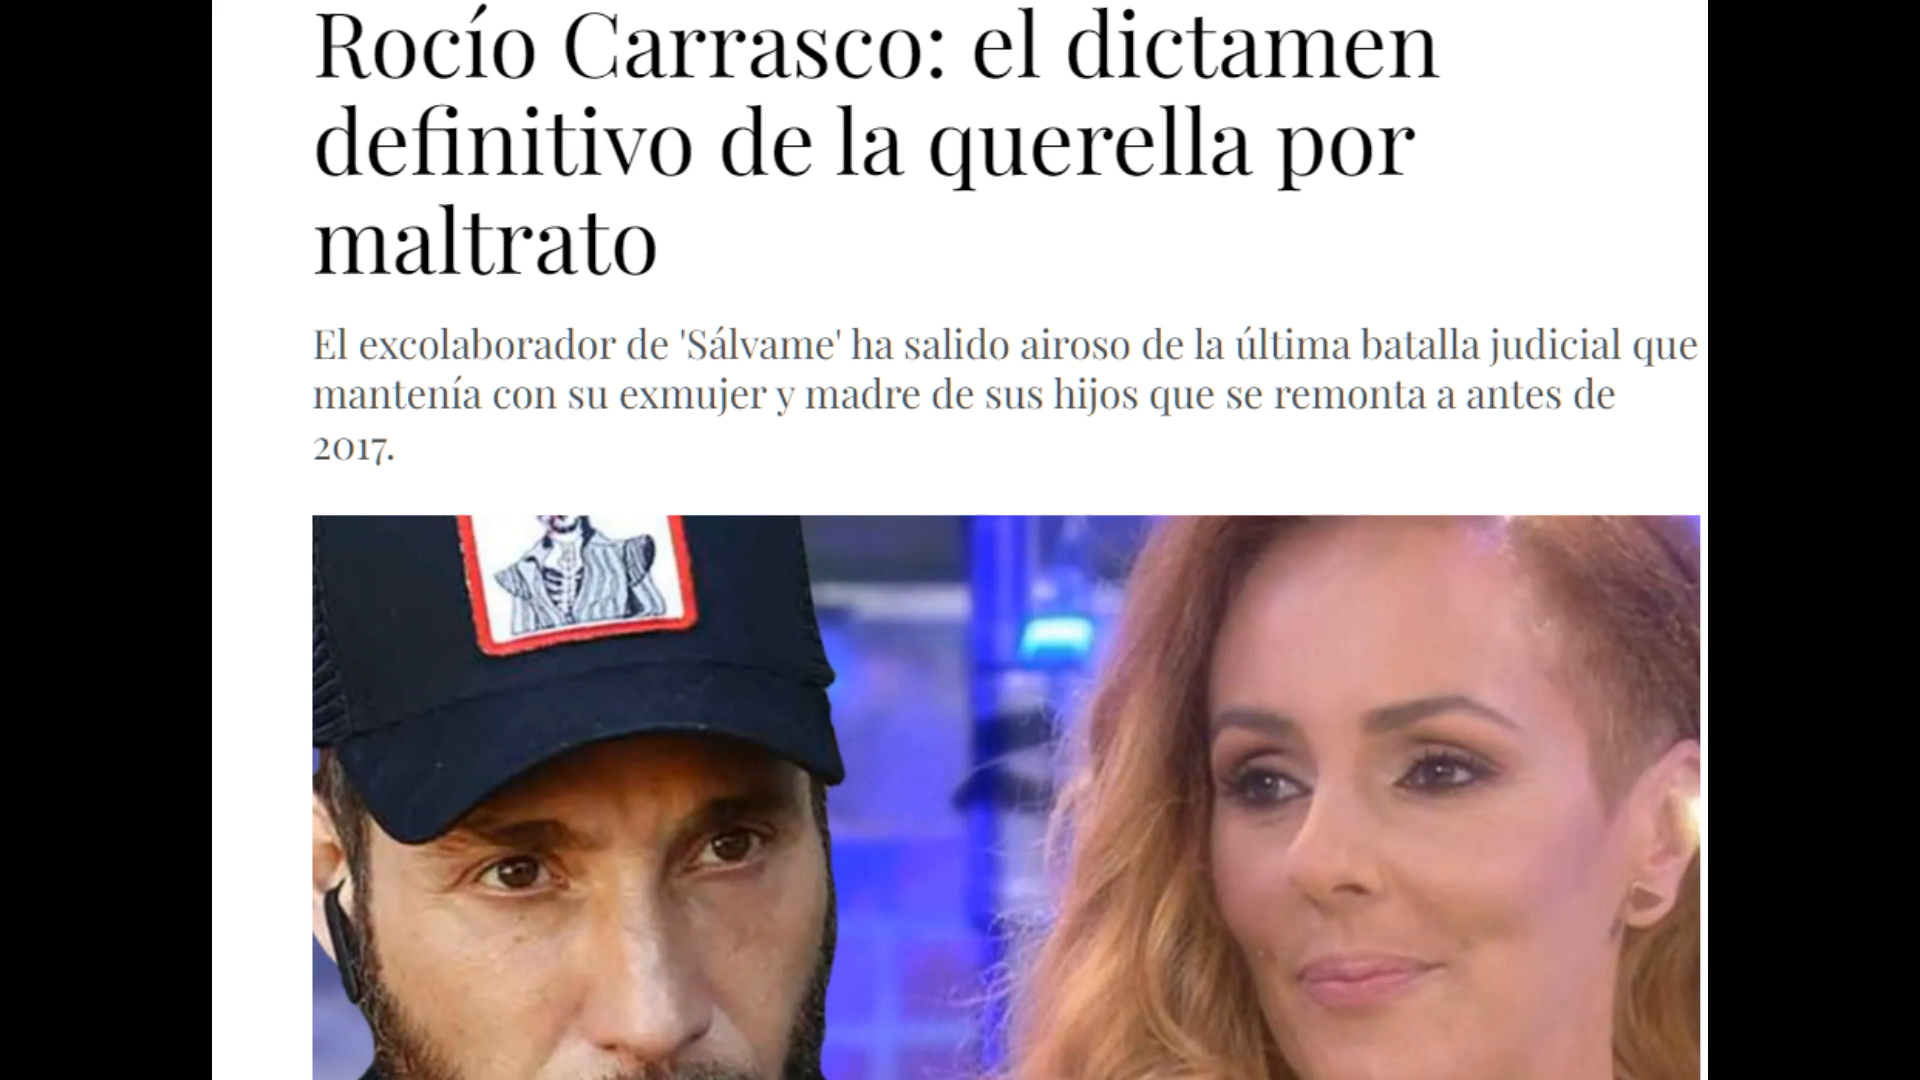 Rocío Carrasco: el dictamen
definitivo de la querella por
maltrato
El excolaborador de 'Sálvame' ha salido airoso de la última batalla judicial que
mantenía con su exmujer y madre de sus hijos que se remonta a antes de
2017.